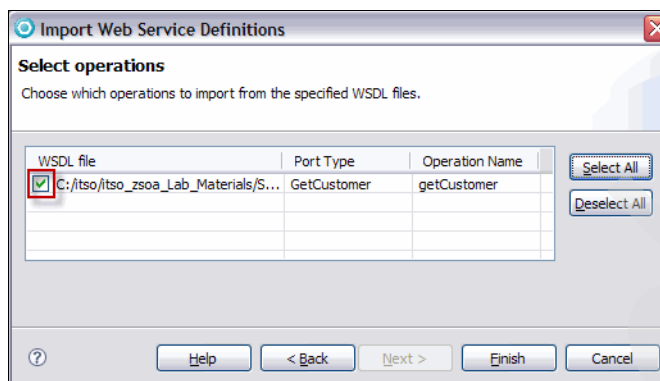 Import Web Service Definitions
Select operations
Choose which operations to import from the specified WSDL files.
WSDL file Port Type Operation Name
C:/itso/itso_zsoa_Lab_Materials/S... GetCustomer getCustomer
Select All
Deselect All
? Help < Back Next > Finish Cancel